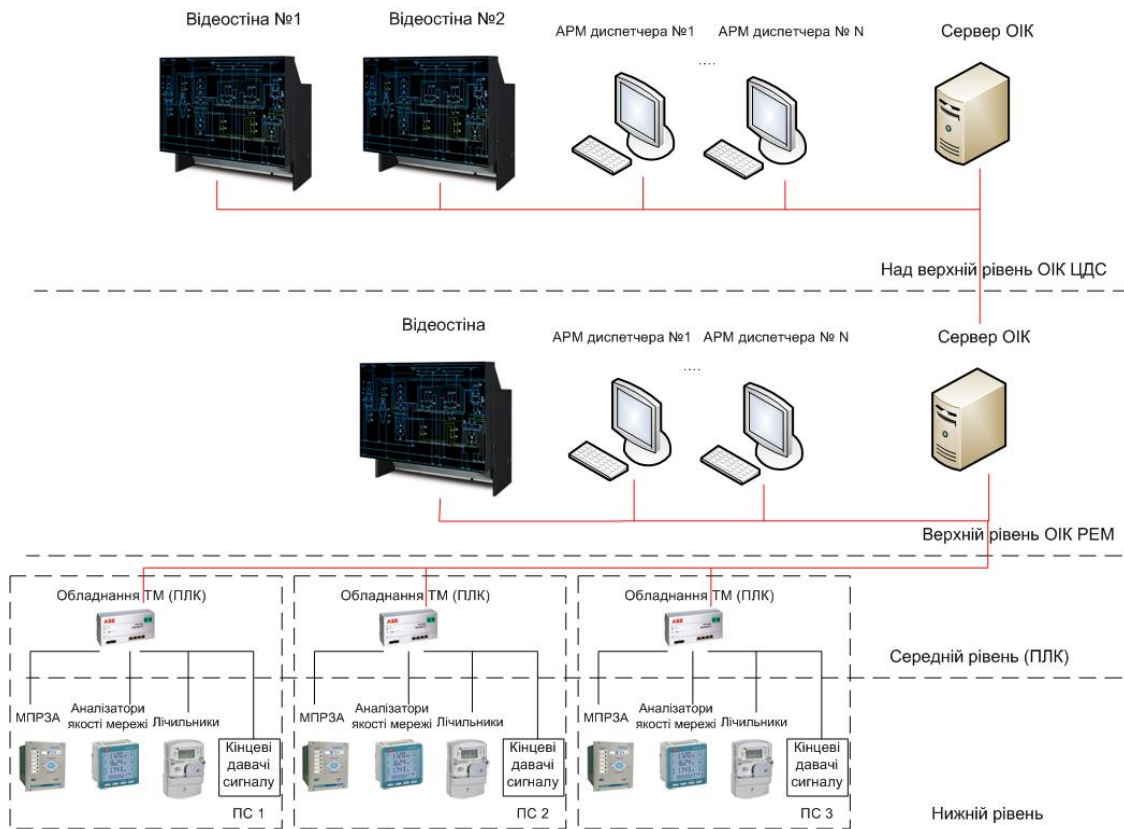 Відеостіна №1
Відеостіна №2
АРМ диспетчера №1
АРМ диспетчера № N
....
Сервер ОІК
Над верхній рівень ОІК ЦДС
Відеостіна
АРМ диспетчера №1
АРМ диспетчера № N
....
Сервер ОІК
Верхній рівень ОІК РЕМ
Обладнання ТМ (ПЛК)
Обладнання ТМ (ПЛК)
Обладнання ТМ (ПЛК)
ABB
ABB
ABB
Середній рівень (ПЛК)
МПРЗА
Аналізатори
якості мережі
Лічильники
Кінцеві
давачі
сигналу
ПС 1
МПРЗА
Аналізатори
якості мережі
Лічильники
Кінцеві
давачі
сигналу
ПС 2
МПРЗА
Аналізатори
якості мережі
Лічильники
Кінцеві
давачі
сигналу
ПС 3
Нижній рівень